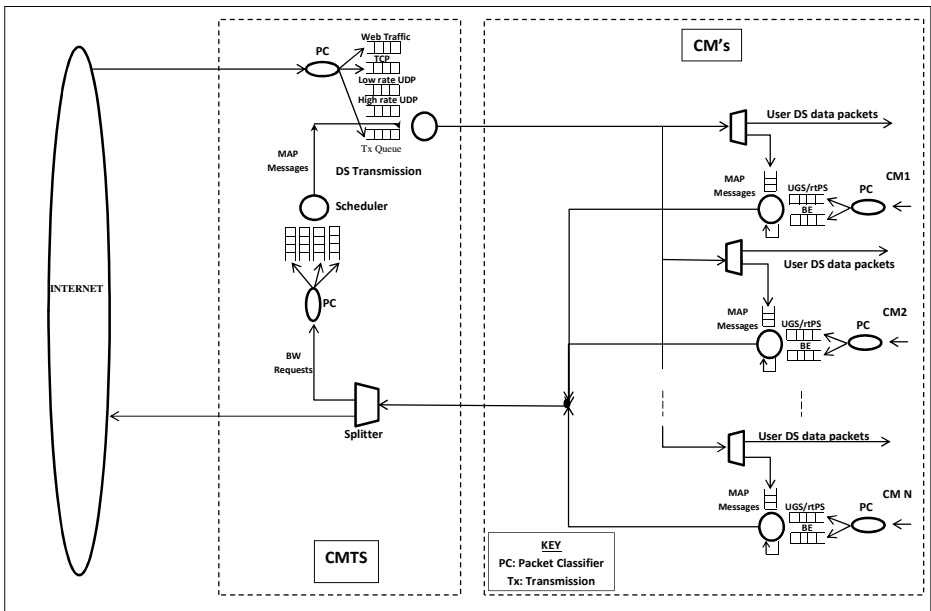 Web Traffic
PC
TCP
Low rate UDP
High rate UDP
Tx Queue
MAP
Messages
DS Transmission
Scheduler
INTERNET
PC
BW
Requests
Splitter
CMTS
CM's
User DS data packets
MAP
Messages
UGS/rtPS
BE
PC
CM1
User DS data packets
MAP
Messages
UGS/rtPS
BE
PC
CM2
User DS data packets
MAP
Messages
UGS/rtPS
BE
PC
CM N
KEY
PC: Packet Classifier
Tx: Transmission